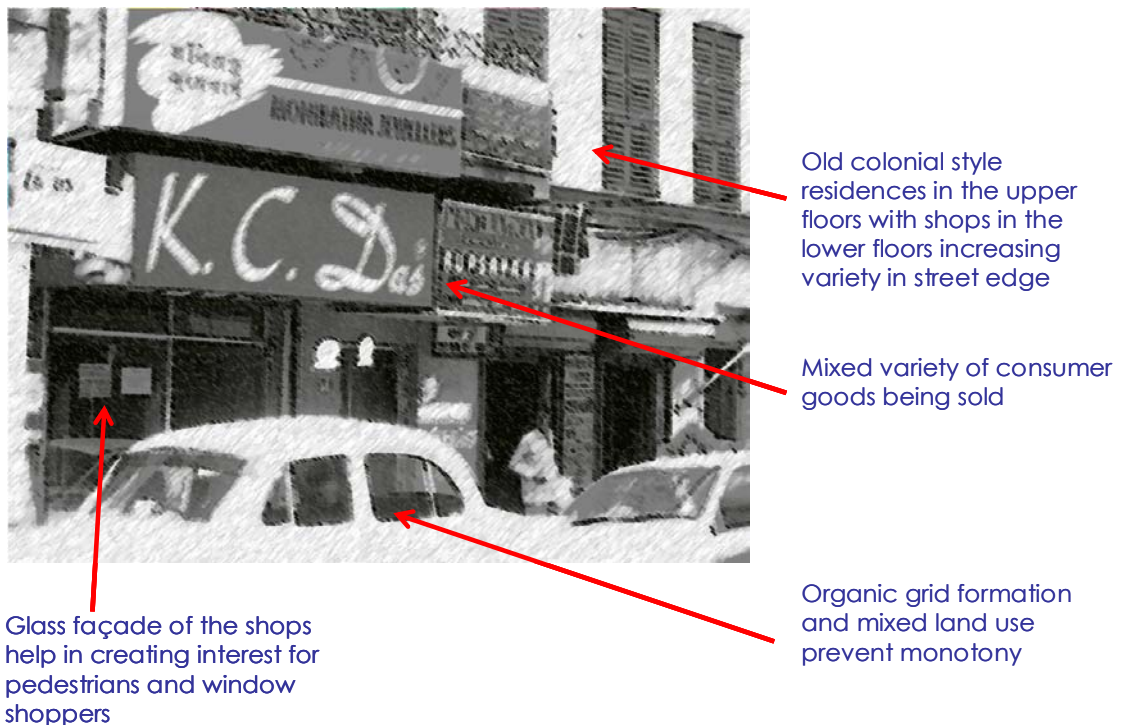 K. C. Das
Old colonial style
residences in the upper
floors with shops in the
lower floors increasing
variety in street edge
Mixed variety of consumer
goods being sold
Organic grid formation
and mixed land use
prevent monotony
Glass façade of the shops
help in creating interest for
pedestrians and window
shoppers